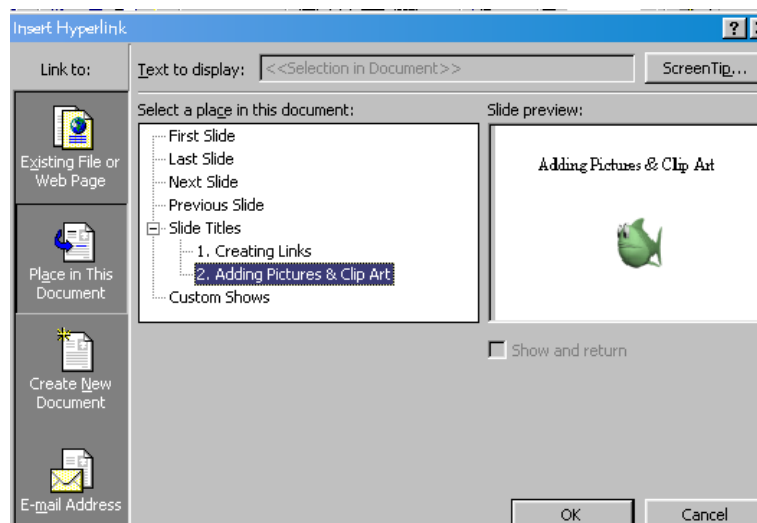 Insert Hyperlink
?
Link to:
Text to display:
<<Selection in Document>>
ScreenTip...
Select a place in this document:
Slide preview:
Existing File or
Web Page
Place in This
Document
Create New
Document
E-mail Address
First Slide
Last Slide
Next Slide
Previous Slide
Slide Titles
1. Creating Links
2. Adding Pictures & Clip Art
Custom Shows
Adding Pictures & Clip Art
Show and return
OK
Cancel